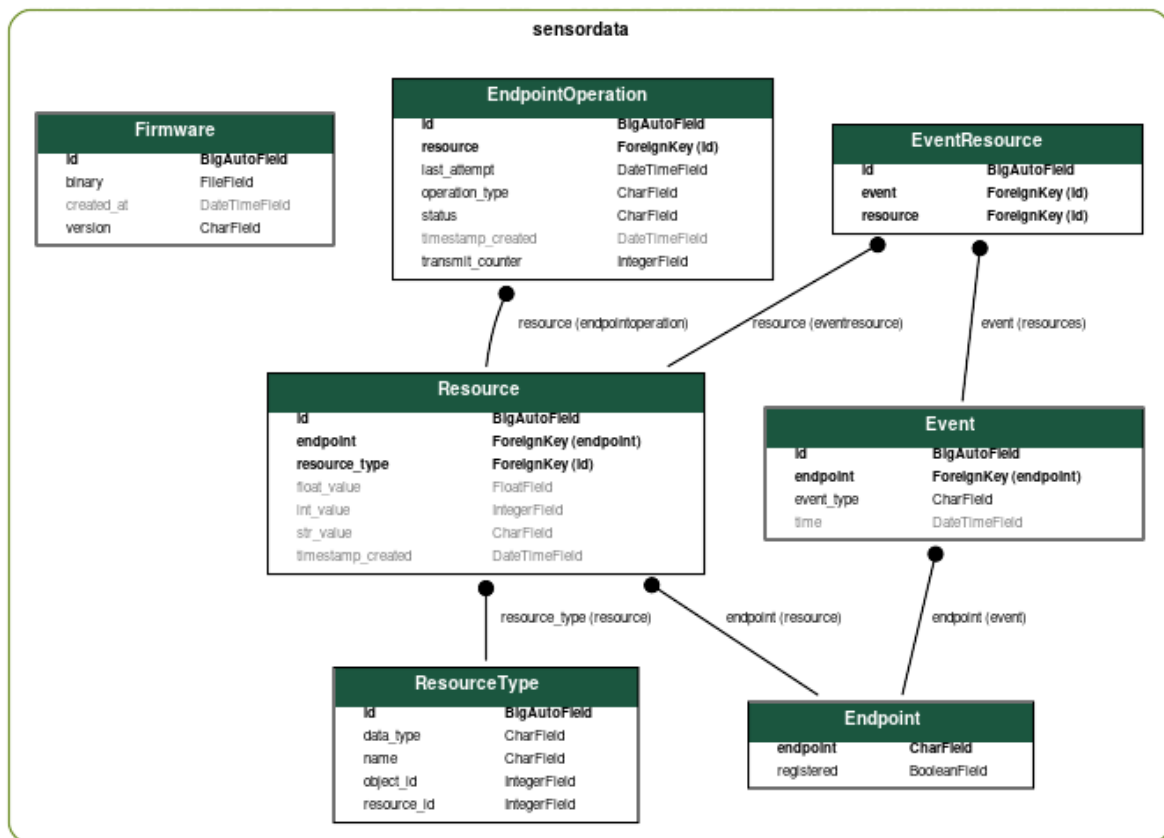 sensordata
Firmware
id BigAutoField
binary FileField
created_at DateTimeField
version CharField
EndpointOperation
id BigAutoField
resource ForeignKey (id)
last_attempt DateTimeField
operation_type CharField
status CharField
timestamp_created DateTimeField
transmit_counter IntegerField
EventResource
id BigAutoField
event ForeignKey (id)
resource ForeignKey (id)
resource (endpointoperation)
resource (eventresource)
event (resources)
Resource
id BigAutoField
endpoint ForeignKey (endpoint)
resource_type ForeignKey (id)
float_value FloatField
int_value IntegerField
str_value CharField
timestamp_created DateTimeField
Event
id BigAutoField
endpoint ForeignKey (endpoint)
event_type CharField
time DateTimeField
resource_type (resource)
endpoint (resource)
endpoint (event)
ResourceType
id BigAutoField
data_type CharField
name CharField
object_id IntegerField
resource_id IntegerField
Endpoint
endpoint CharField
registered BooleanField